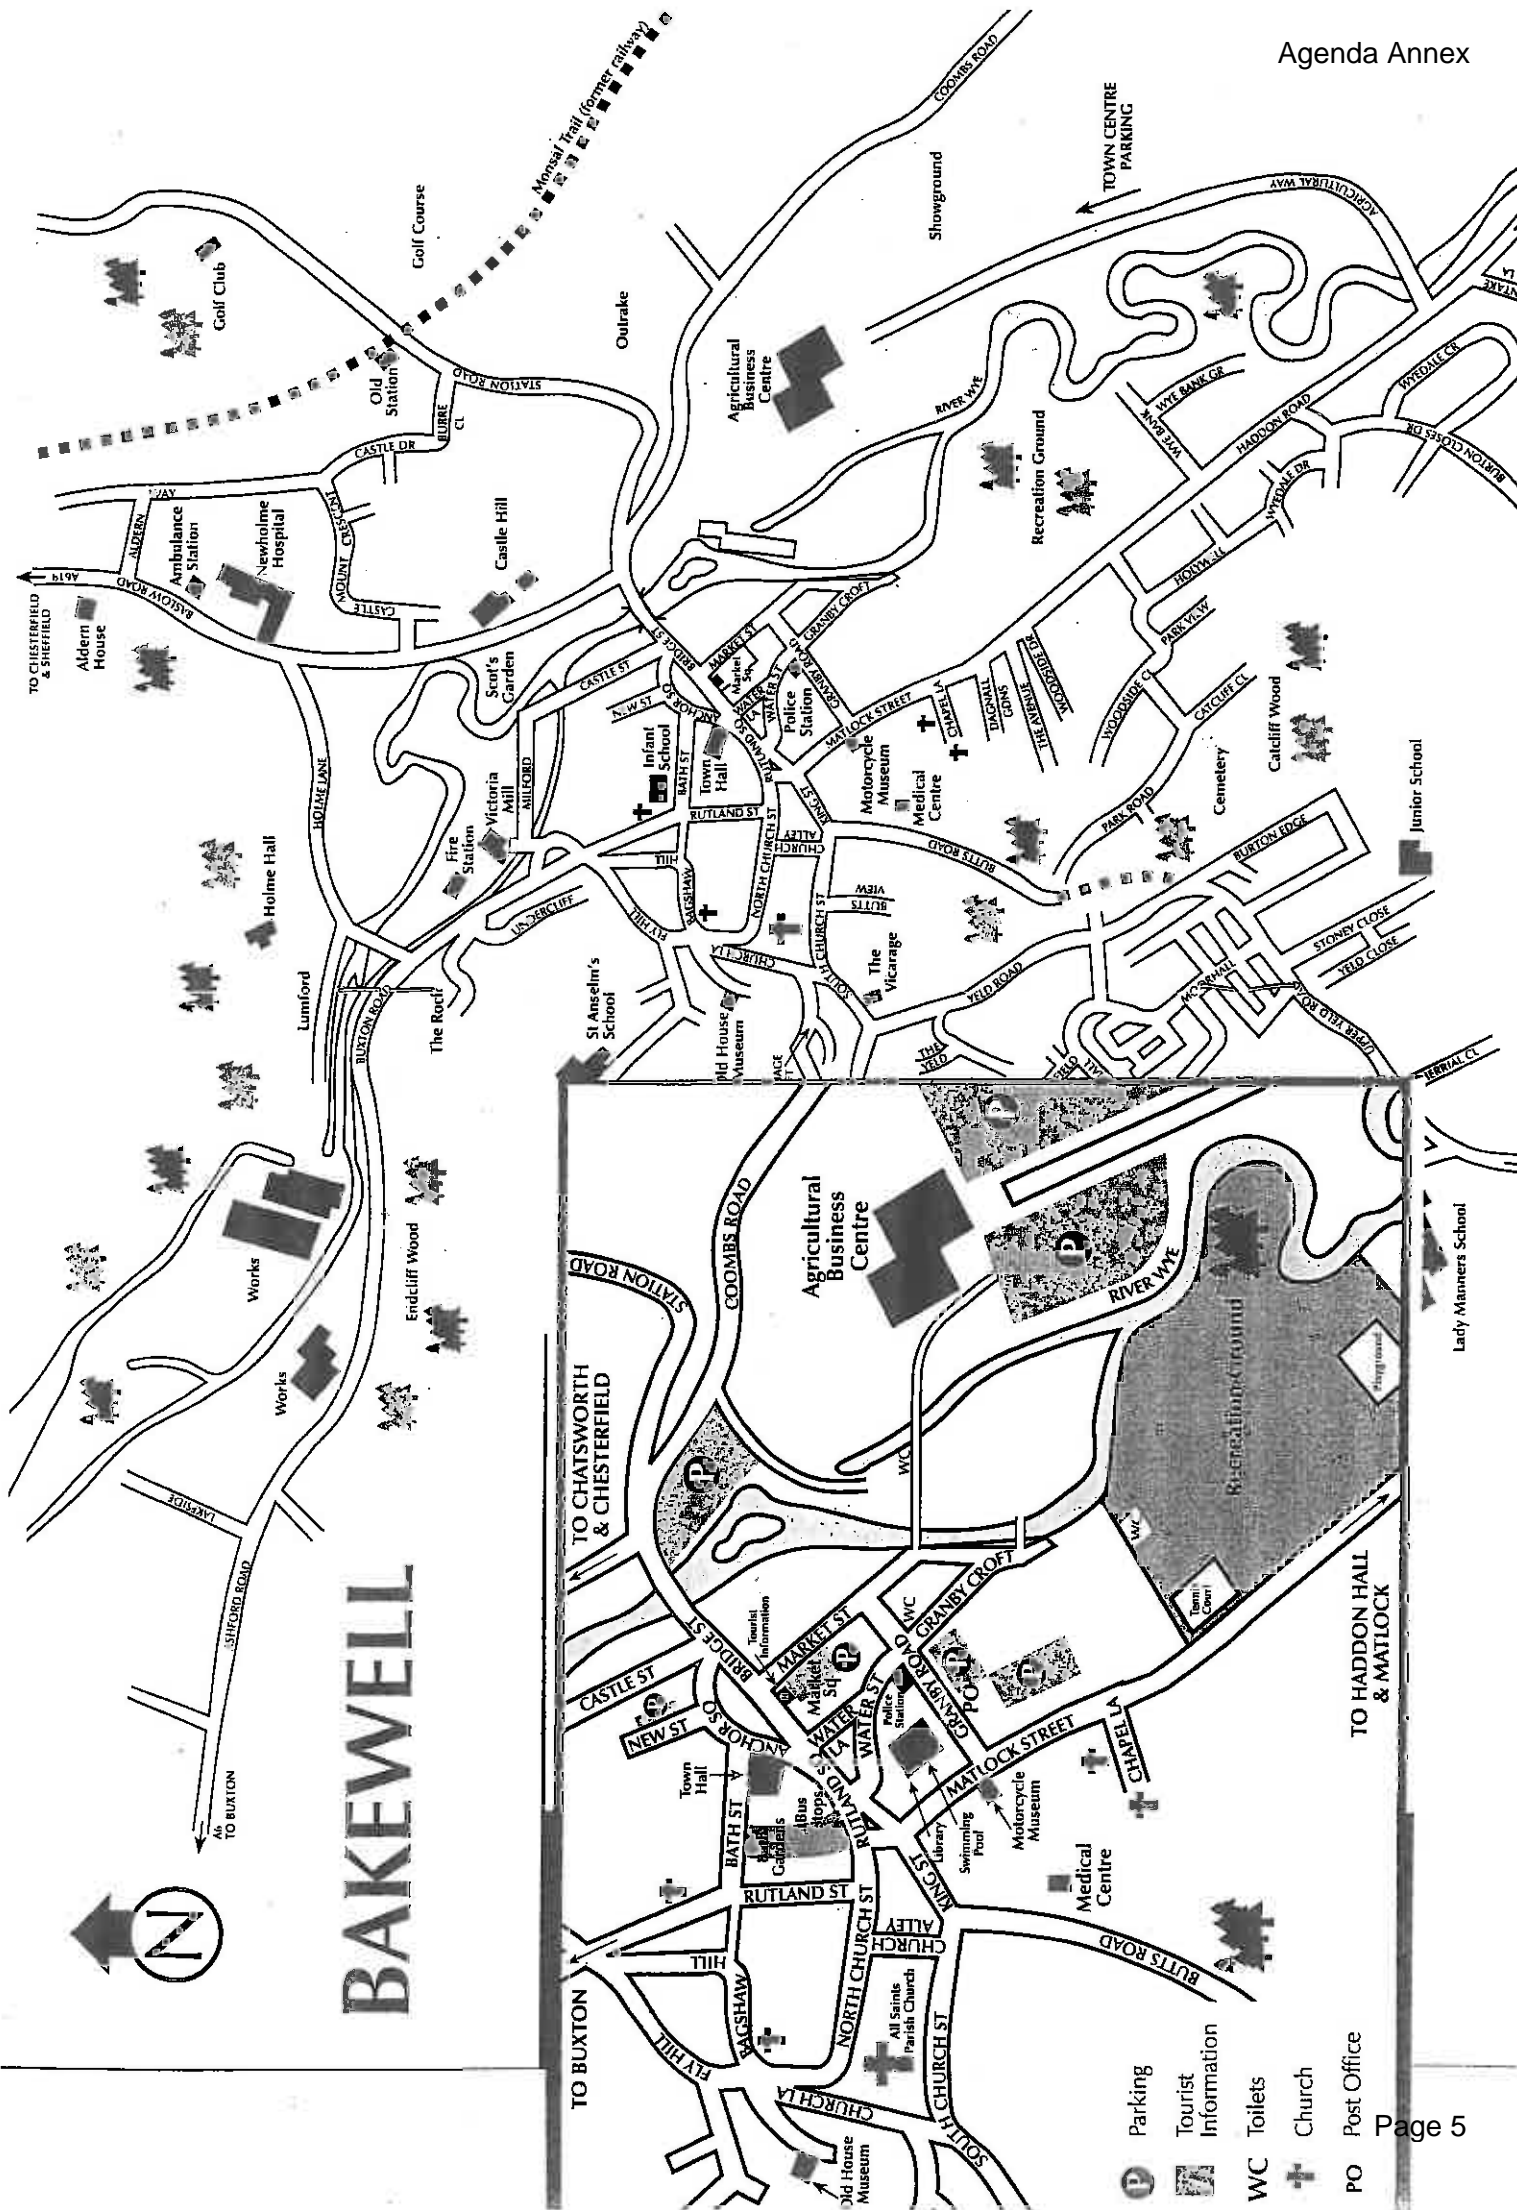 Agenda Annex
BAKEWELL
N
A6
TO BUXTON
ASHFORD ROAD
LAKESIDE
Works
Works
Endcliff Wood
Lumford
BUXTON ROAD
The Rock
Holme Hall
HOLME LANE
Fire
Station
Victoria
Mill
MILFORD
UNDERCLIFF
FLY HILL
St Anselm's
School
TO CHESTERFIELD
& SHEFFIELD
A619
Aldern
House
BASLOW ROAD
ALDERN
WAY
Ambulance
Station
Newholme
Hospital
CASTLE
MOUNT CRESCENT
CASTLE DR
BURRE
CL
Old
Station
STATION ROAD
Golf Club
Golf Course
Monsal Trail (former railway)
Castle Hill
Scot's
Garden
Outrake
COOMBS ROAD
Showground
TOWN CENTRE
PARKING
AGRICULTURAL WAY
Agricultural
Business
Centre
RIVER WYE
Recreation Ground
CASTLE ST
NEW ST
ANCHOR SQ
BRIDGE ST
MARKET ST
Market
Sq
WATER
LA
WATER ST
RUTLAND SQ
Police
Station
GRANBY ROAD
GRANBY CROFT
MATLOCK STREET
Infant
School
BATH ST
Town
Hall
RUTLAND ST
BAGSHAW
HILL
NORTH CHURCH ST
CHURCH
ALLEY
KING ST
CHURCH LA
SOUTH CHURCH ST
BUTTS
VIEW
BUTTS ROAD
Old House
Museum
The
Vicarage
Motorcycle
Museum
Medical
Centre
CHAPEL LA
DAGNALL
GDNS
THE AVENUE
WOODSIDE DR
WOODSIDE CL
PARK VIEW
CATCLIFF CL
PARK ROAD
Cemetery
Catcliff Wood
HOLYWELL
WYEDALE DR
WYEDALE CR
HADDON ROAD
WYE BANK
WYE BANK GR
BURTON CLOSES DR
INTAKE
LA
YELD ROAD
THE
YELD
MOORHALL
UPPER YELD ROAD
BURTON EDGE
STONEY CLOSE
YELD CLOSE
Junior School
Lady Manners School
TO BUXTON
TO CHATSWORTH
& CHESTERFIELD
STATION ROAD
COOMBS ROAD
Agricultural
Business
Centre
P
P
P
RIVER WYE
Recreation Ground
Playground
Tennis
Court
WC
WC
WC
TO HADDON HALL
& MATLOCK
CASTLE ST
P
NEW ST
ANCHOR SQ
BRIDGE ST
Tourist
Information
MARKET ST
Market
Sq
P
WATER
LA
WATER ST
RUTLAND SQ
Police
Station
GRANBY ROAD
GRANBY CROFT
PO
P
P
MATLOCK STREET
CHAPEL LA
Town
Hall
BATH ST
Bath
Gardens
Bus
Stops
Library
Swimming
Pool
Motorcycle
Museum
Medical
Centre
RUTLAND ST
KING ST
NORTH CHURCH ST
CHURCH
ALLEY
HILL
BAGSHAW
FLY HILL
CHURCH LA
All Saints
Parish Church
SOUTH CHURCH ST
SOUTH
BUTTS ROAD
Old House
Museum
P Parking
Tourist
Information
WC Toilets
Church
PO Post Office
Page 5